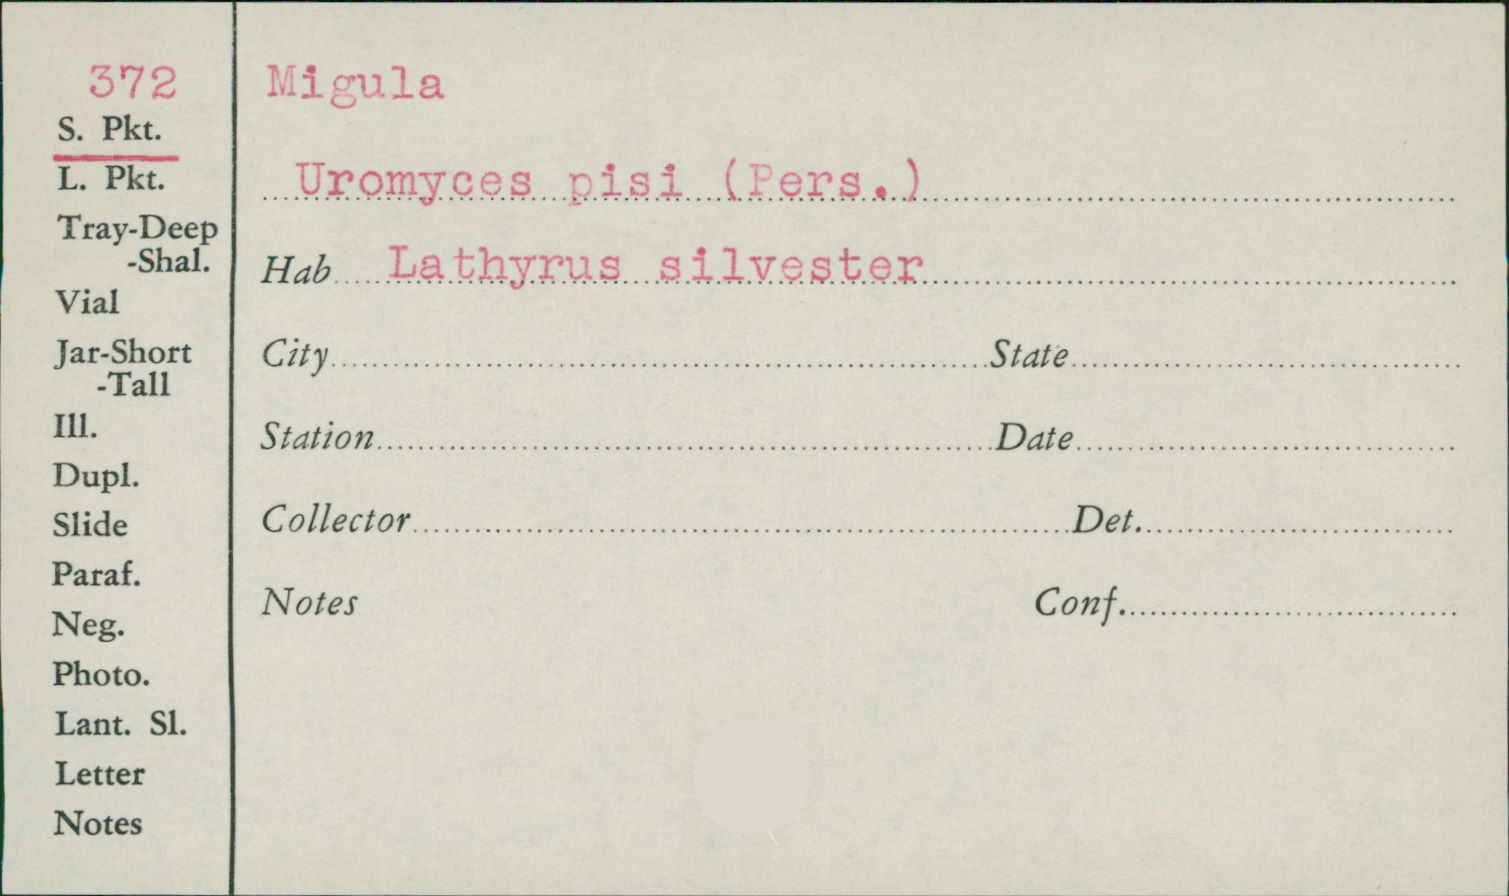 372
S. Pkt.
L. Pkt.
Tray-Deep
-Shal.
Vial
Jar-Short
-Tall
Ill.
Dupl.
Slide
Paraf.
Neg.
Photo.
Lant. Sl.
Letter
Notes
Migula
Uromyces pisi (Pers.)
Hab Lathyrus silvester
City State
Station Date
Collector Det.
Notes Conf.